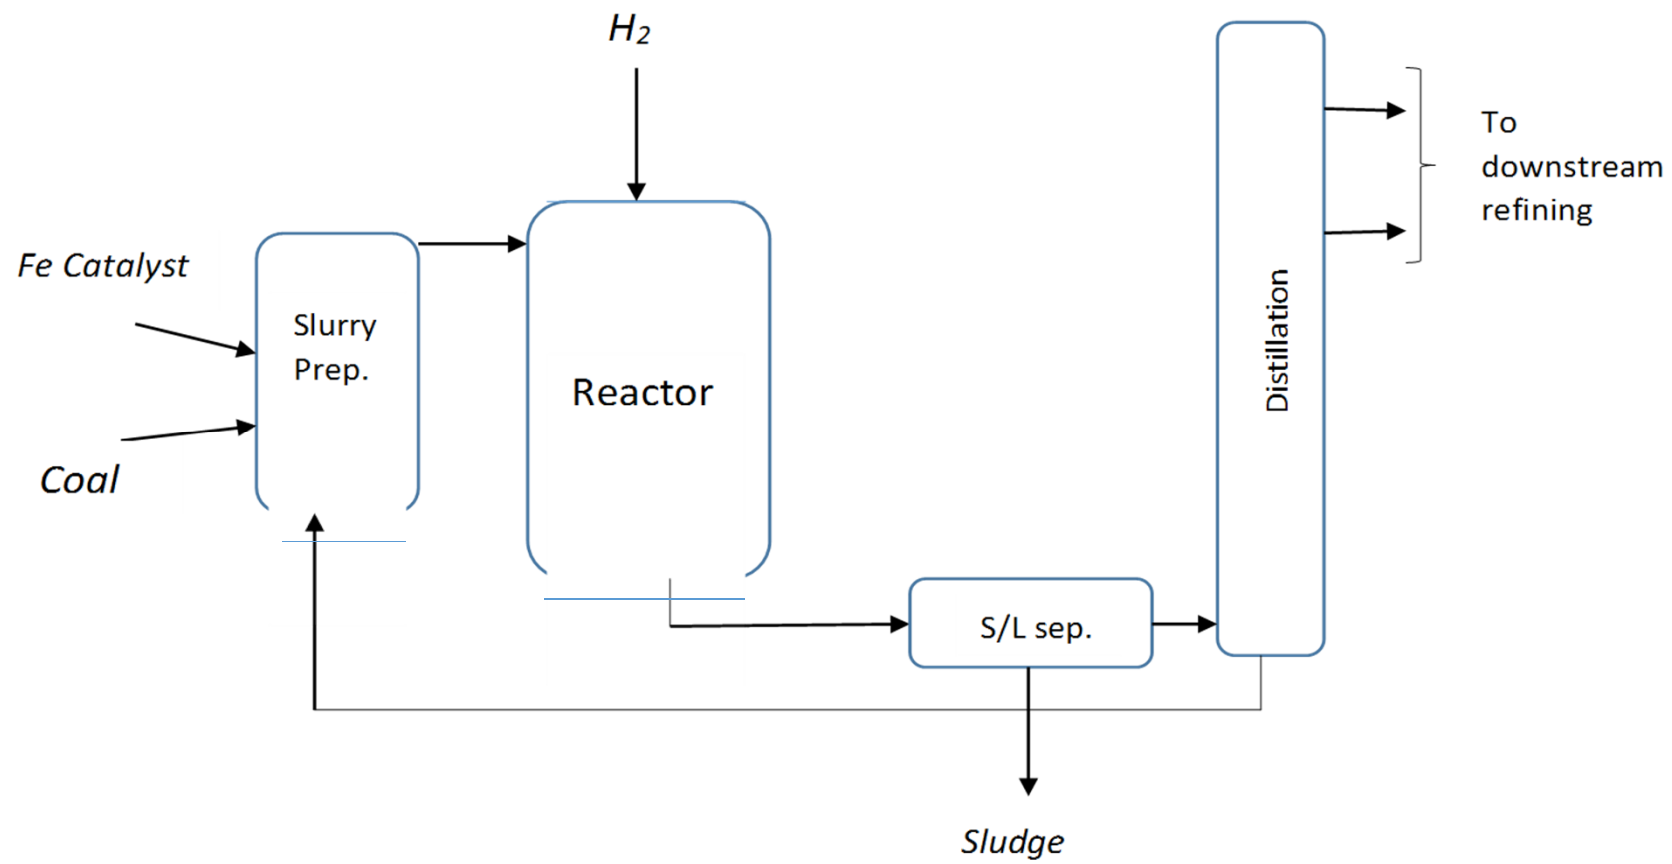 H2
To
downstream
refining
Fe Catalyst
Slurry
Prep.
Reactor
Distillation
Coal
S/L sep.
Sludge